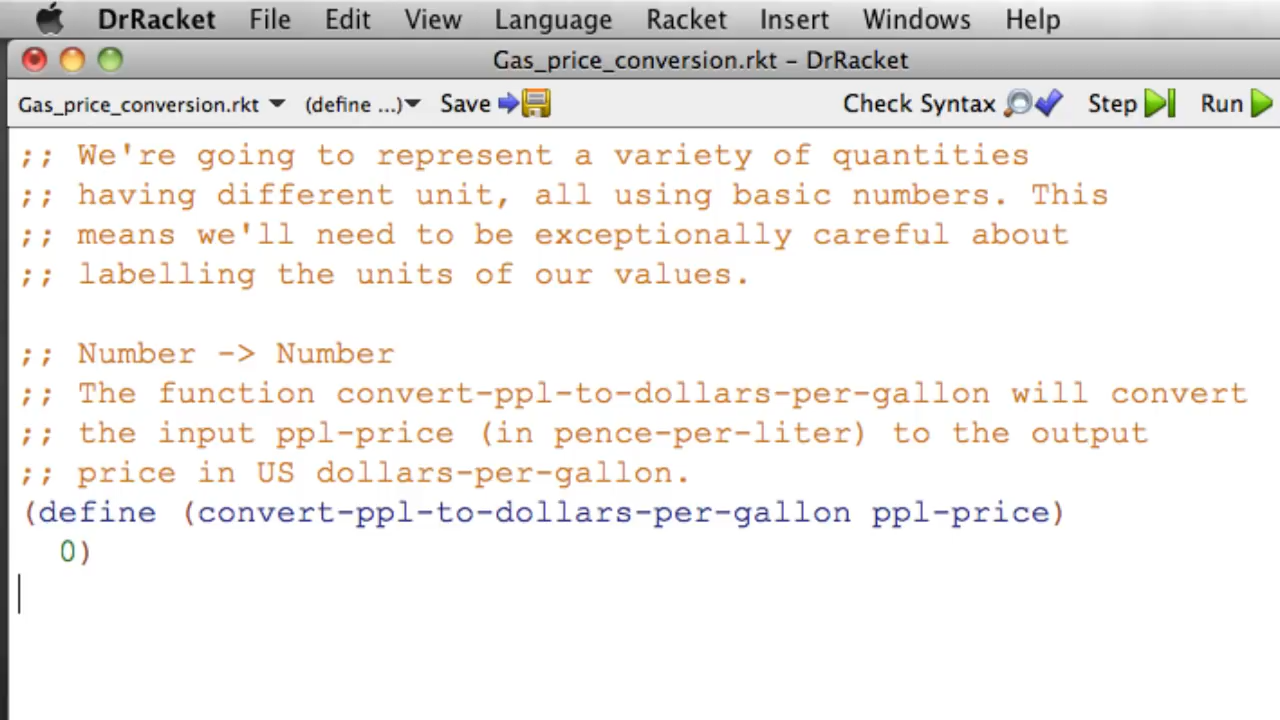 DrRacket File Edit View Language Racket Insert Windows Help
Gas_price_conversion.rkt - DrRacket
Gas_price_conversion.rkt (define ...) Save Check Syntax Step Run
;; We're going to represent a variety of quantities
;; having different unit, all using basic numbers. This
;; means we'll need to be exceptionally careful about
;; labelling the units of our values.
;; Number -> Number
;; The function convert-ppl-to-dollars-per-gallon will convert
;; the input ppl-price (in pence-per-liter) to the output
;; price in US dollars-per-gallon.
(define (convert-ppl-to-dollars-per-gallon ppl-price)
0)